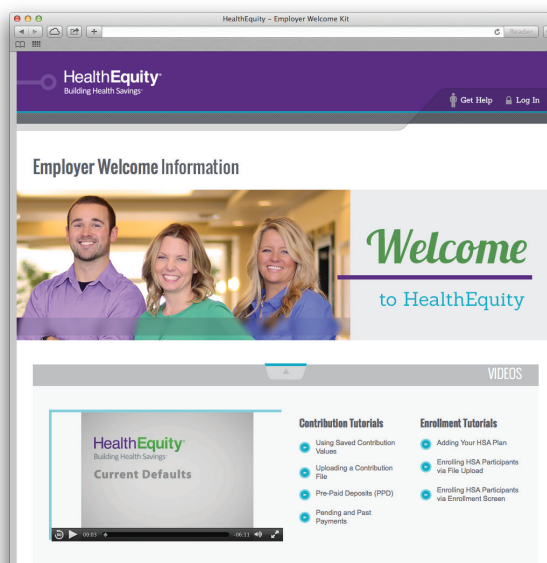 HealthEquity – Employer Welcome Kit
Reader
HealthEquity
Building Health Savings
Get Help
Log In
Employer Welcome Information
Welcome
to HealthEquity
VIDEOS
HealthEquity
Building Health Savings
Current Defaults
00:03
-06:11
Contribution Tutorials
Using Saved Contribution
Values
Uploading a Contribution
File
Pre-Paid Deposits (PPD)
Pending and Past
Payments
Enrollment Tutorials
Adding Your HSA Plan
Enrolling HSA Participants
via File Upload
Enrolling HSA Participants
via Enrollment Screen